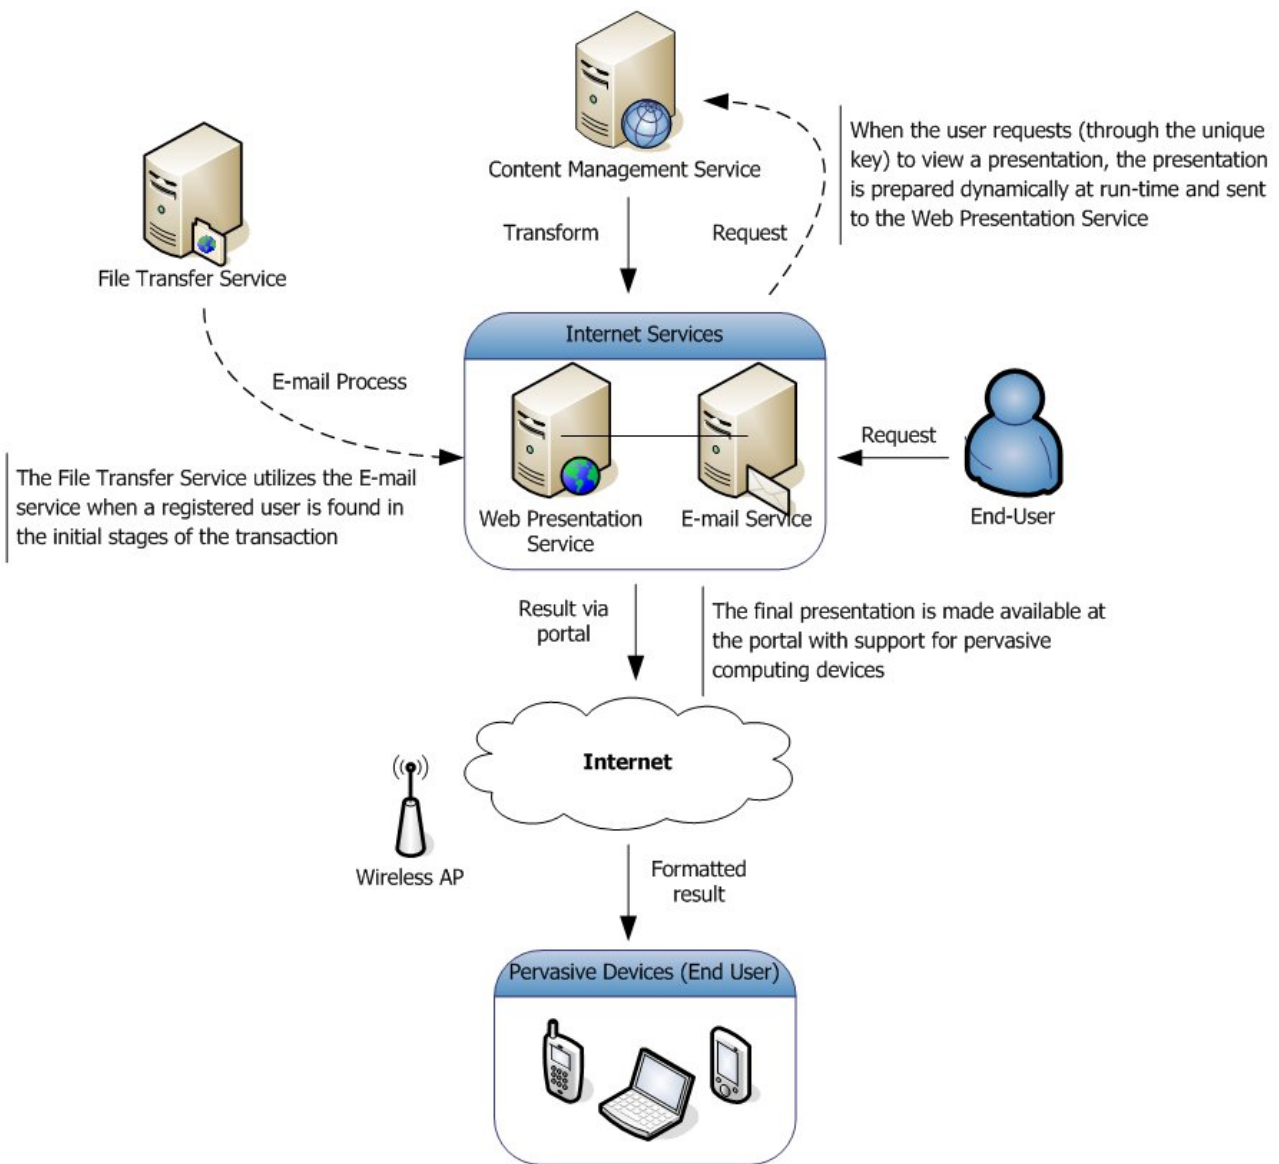 Content Management Service
When the user requests (through the unique
key) to view a presentation, the presentation
is prepared dynamically at run-time and sent
to the Web Presentation Service
Transform
Request
File Transfer Service
Internet Services
E-mail Process
Request
The File Transfer Service utilizes the E-mail
service when a registered user is found in
the initial stages of the transaction
Web Presentation
Service
E-mail Service
End-User
Result via
portal
The final presentation is made available at
the portal with support for pervasive
computing devices
Internet
Wireless AP
Formatted
result
Pervasive Devices (End User)